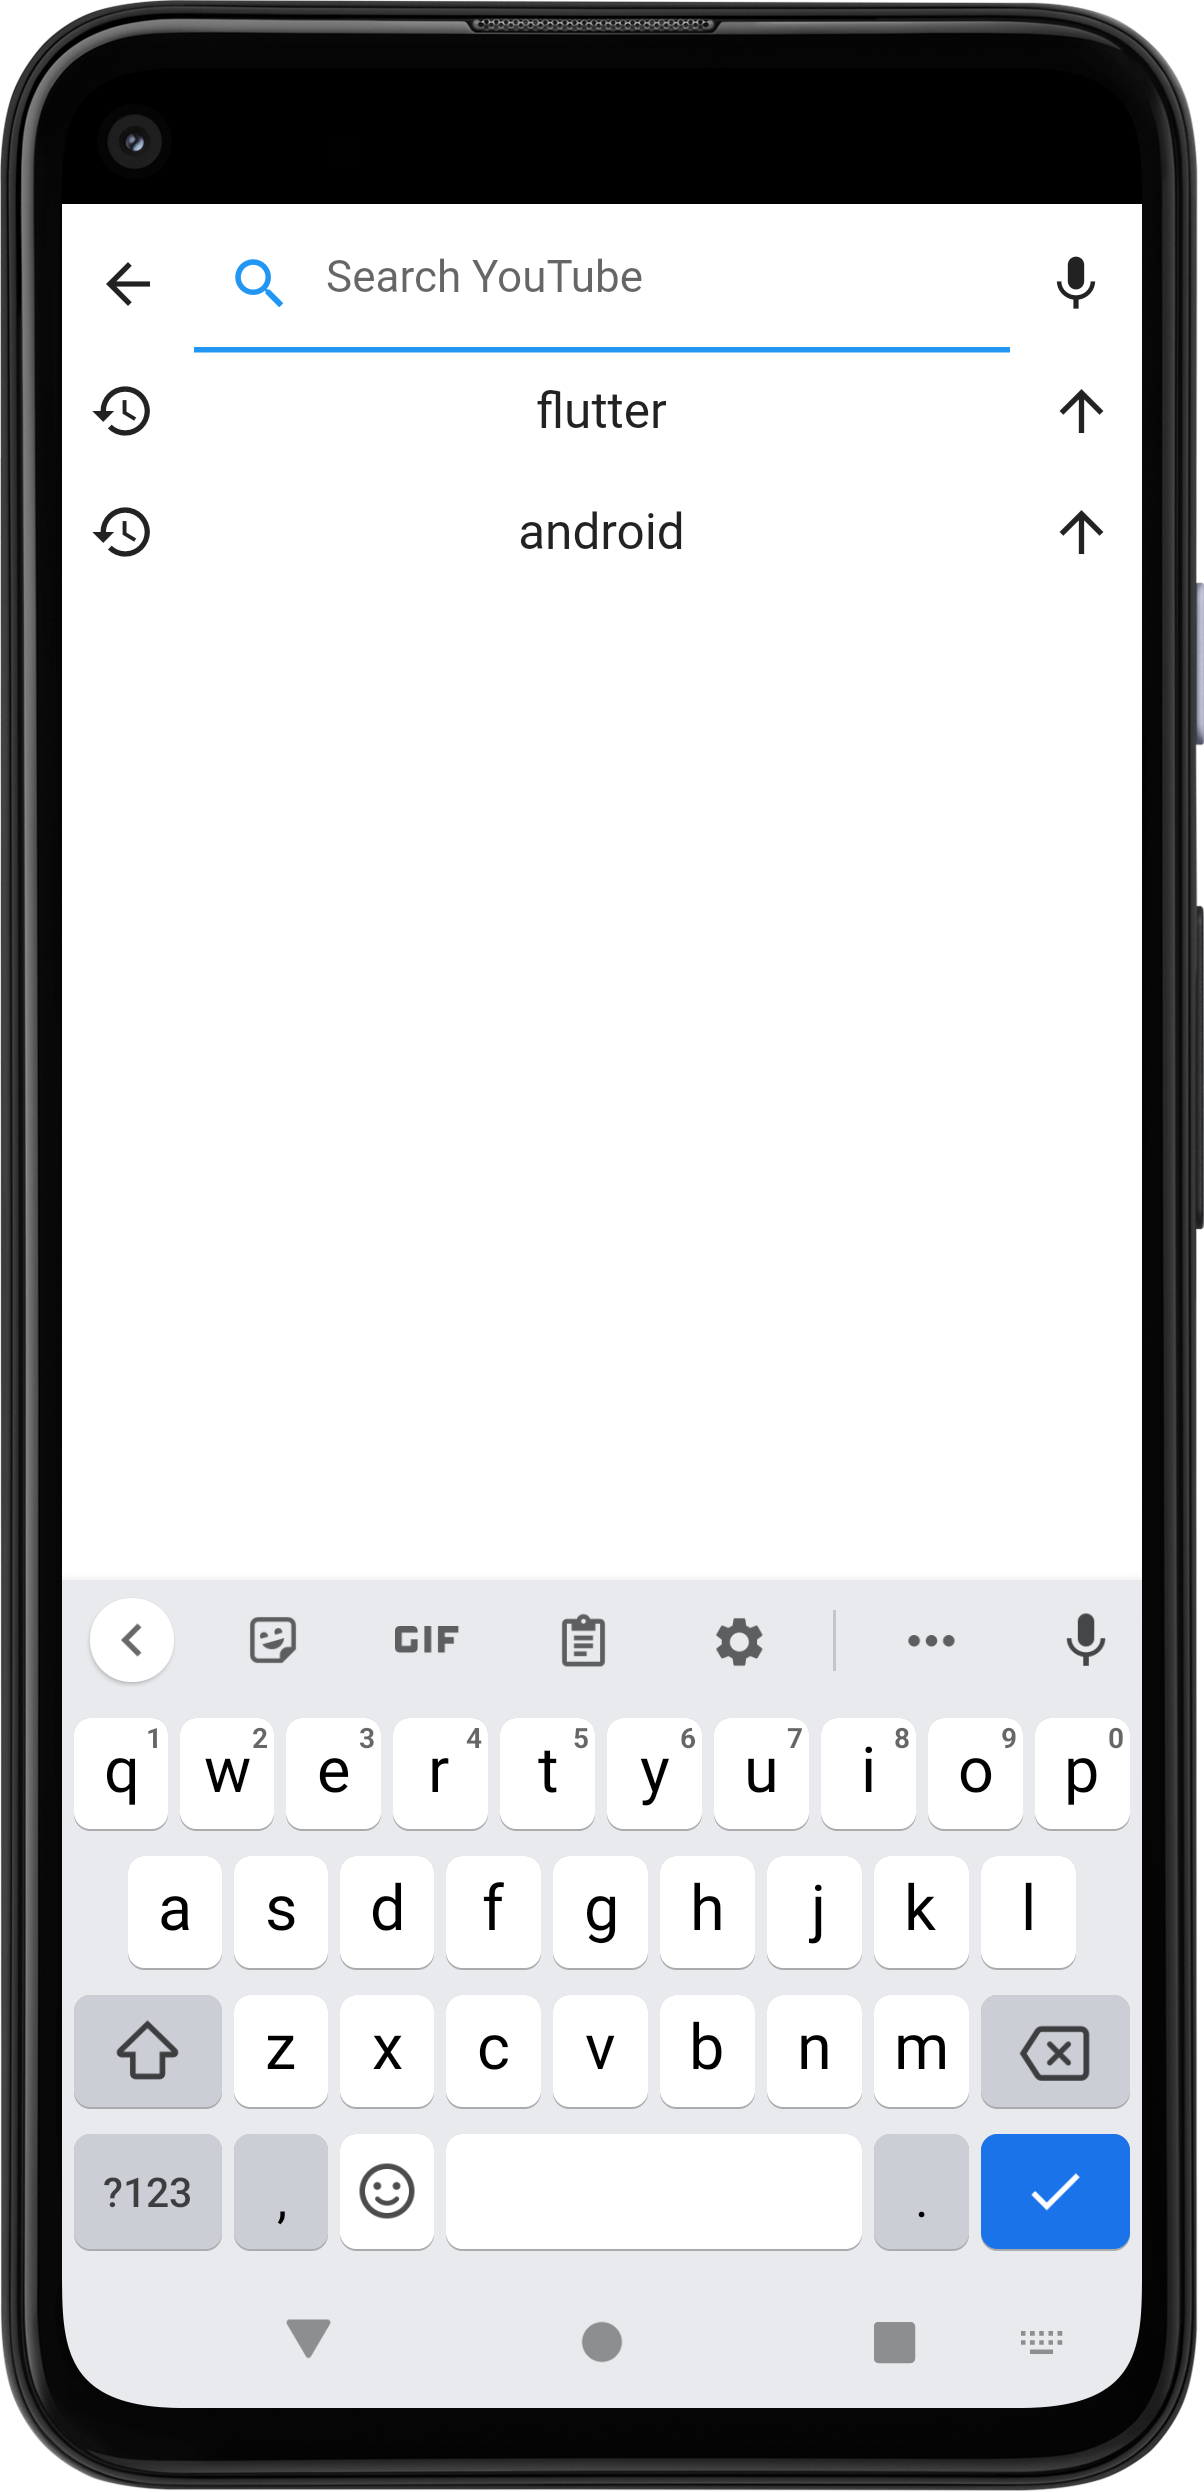 Search YouTube
flutter
android
GIF
q 1 w 2 e 3 r 4 t 5 y 6 u 7 i 8 o 9 p 0
a s d f g h j k l
z x c v b n m
?123 , .